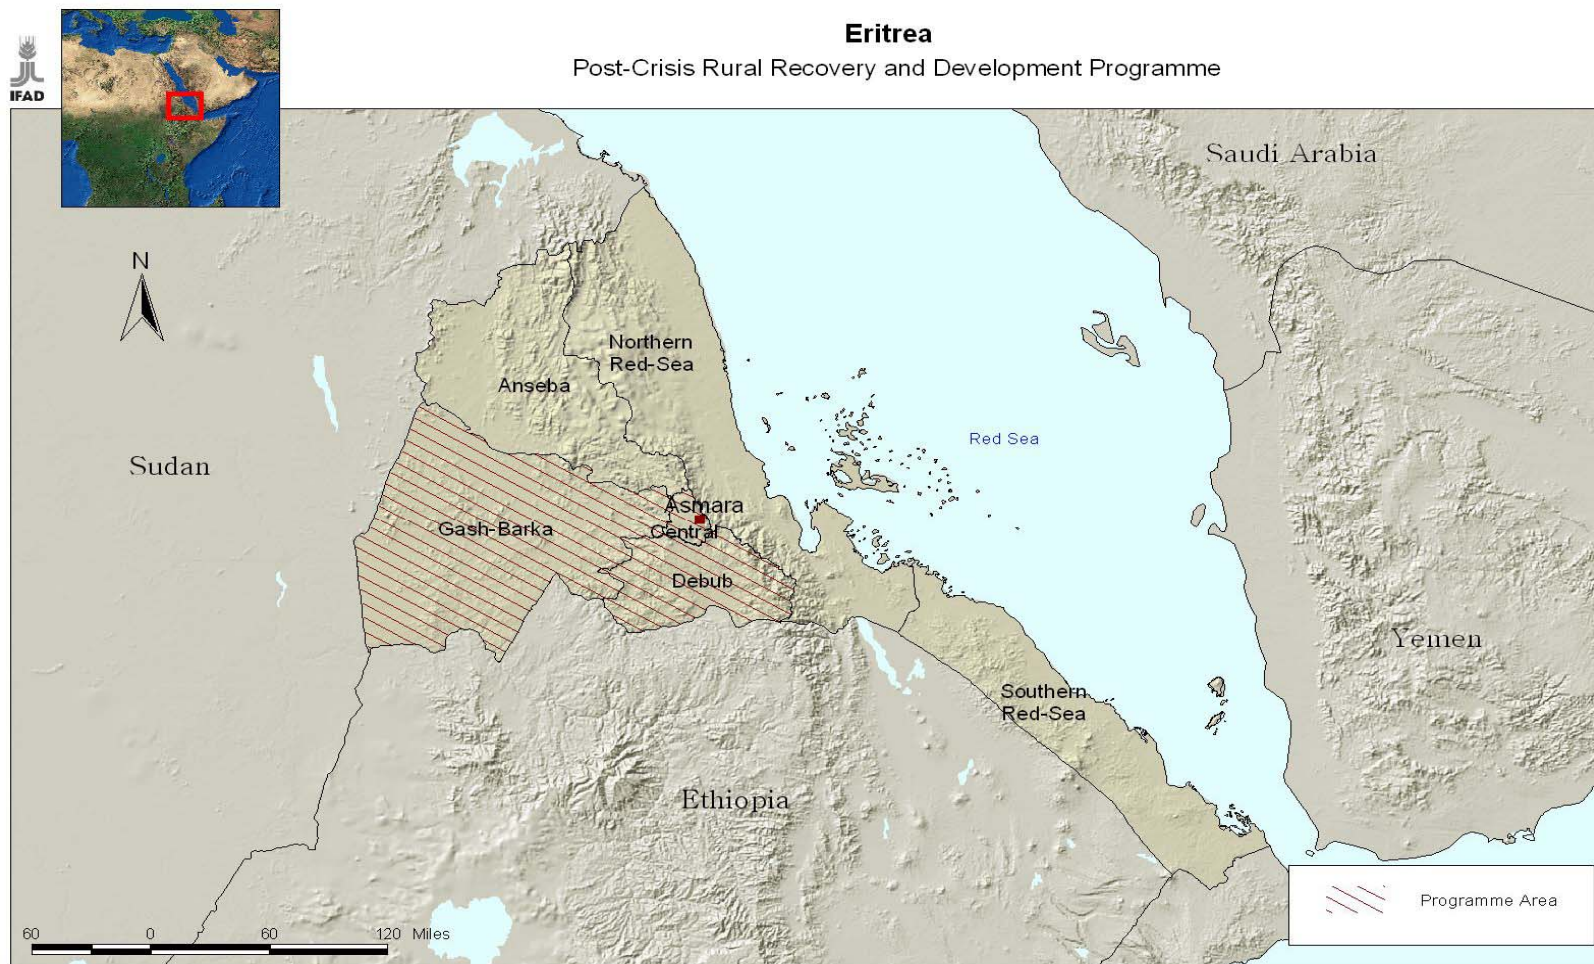 Eritrea
Post-Crisis Rural Recovery and Development Programme
IFAD
Saudi Arabia
N
Northern
Red-Sea
Anseba
Red Sea
Sudan
Asmara
Gash-Barka
Central
Debub
Yemen
Southern
Red-Sea
Ethiopia
Programme Area
60 0 60 120 Miles